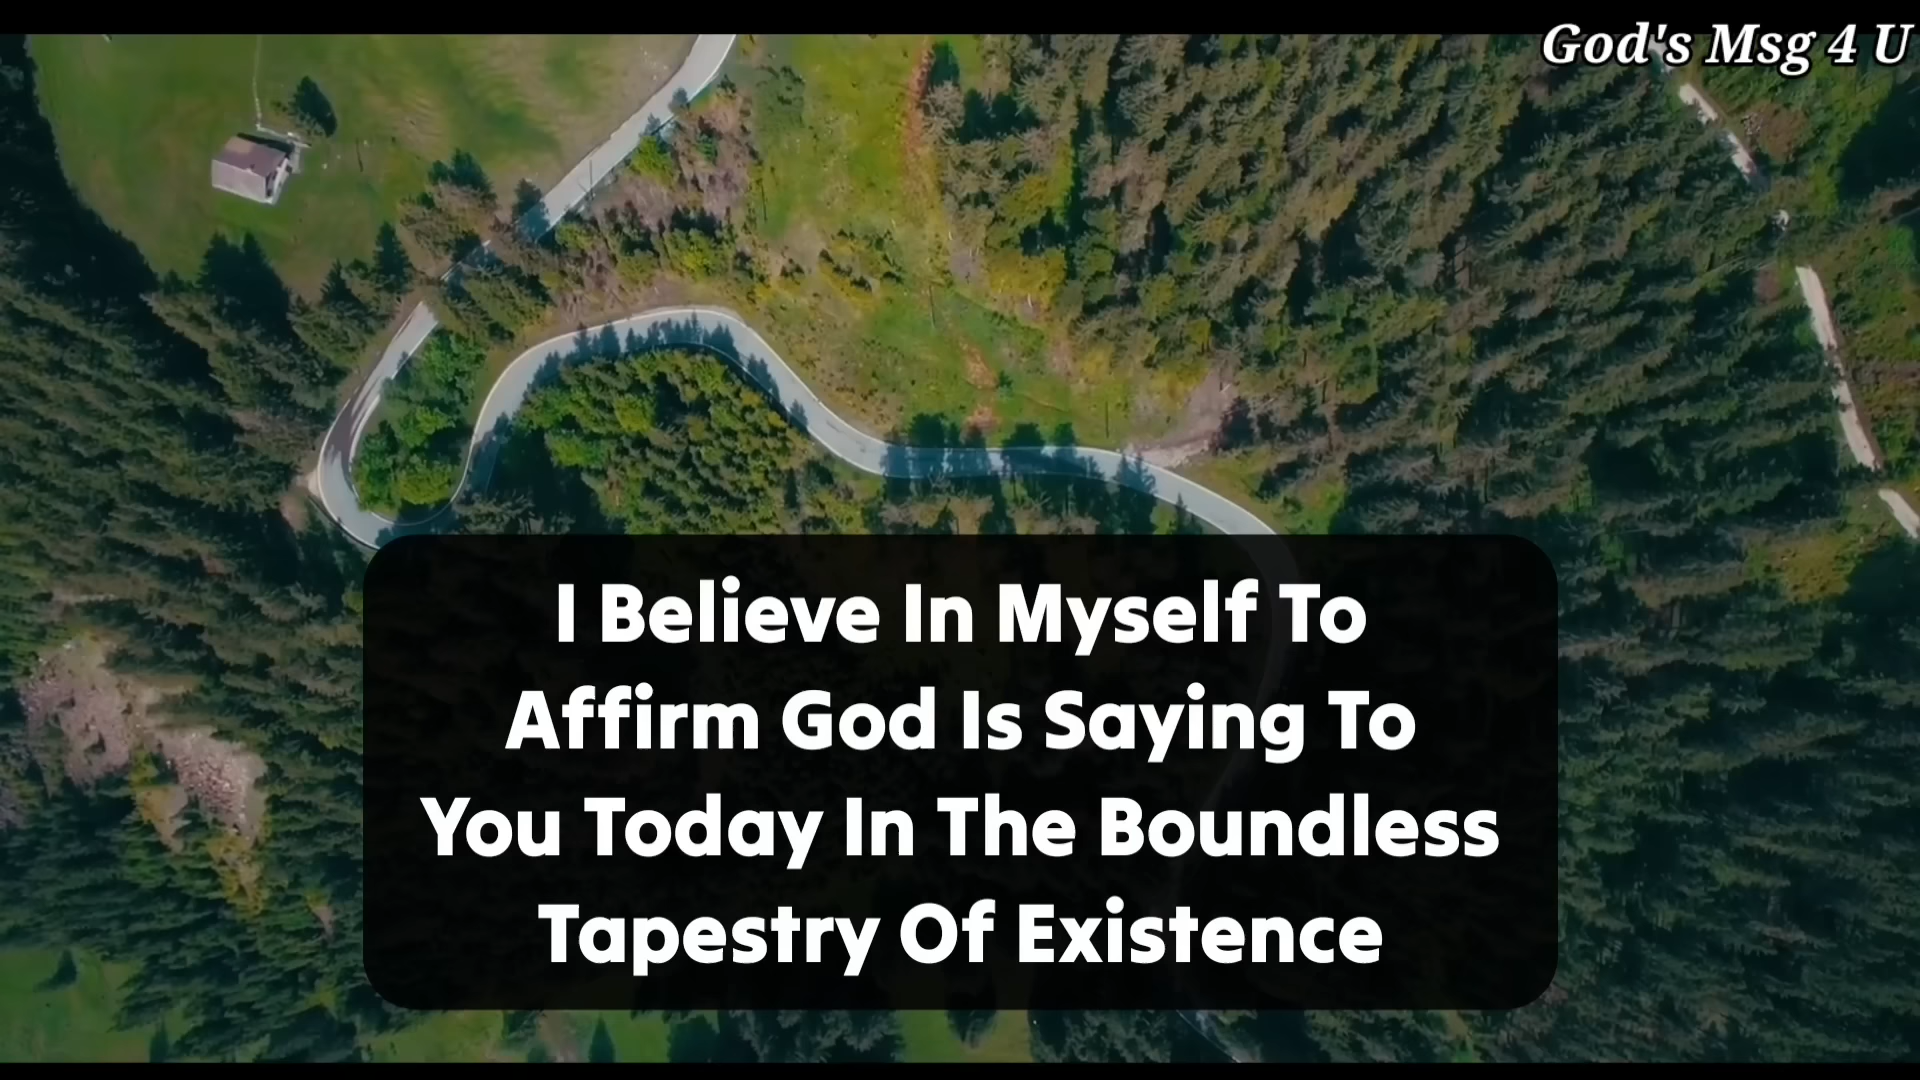 God's Msg 4 U
I Believe In Myself To
Affirm God Is Saying To
You Today In The Boundless
Tapestry Of Existence